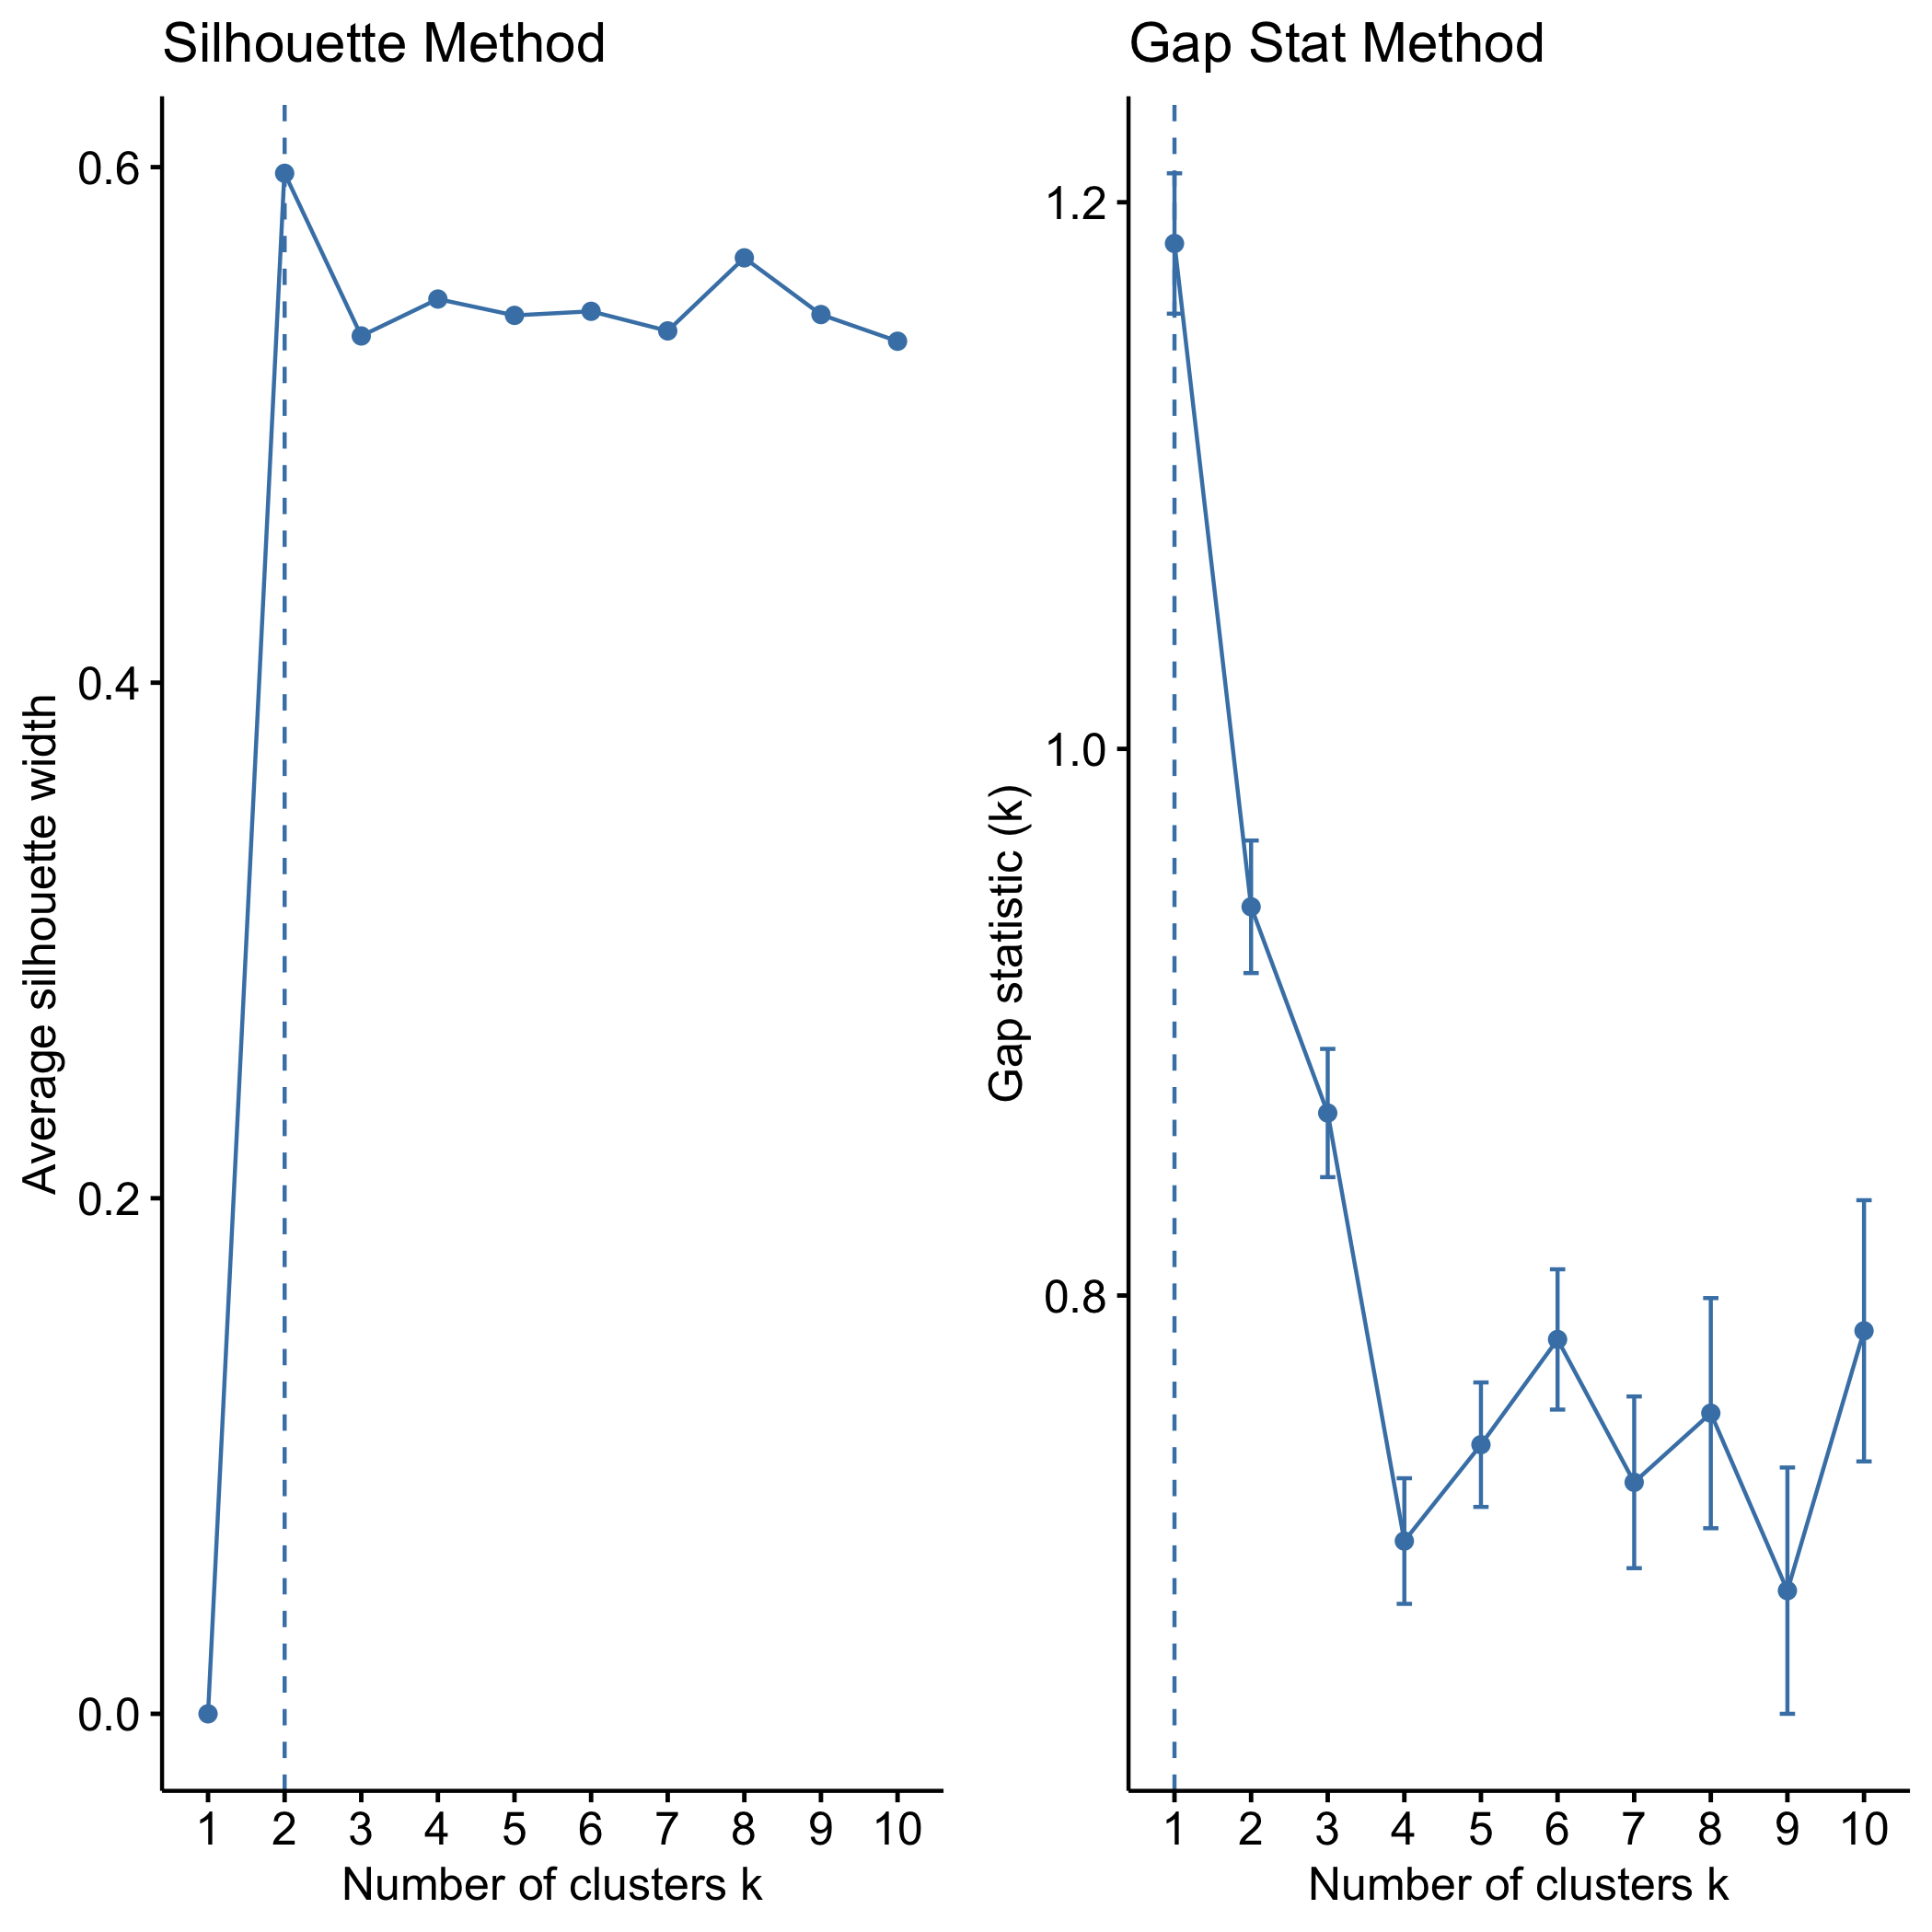 Silhouette Method
Average silhouette width
0.6
0.4
0.2
0.0
1 2 3 4 5 6 7 8 9 10
Number of clusters k
Gap Stat Method
Gap statistic (k)
1.2
1.0
0.8
1 2 3 4 5 6 7 8 9 10
Number of clusters k